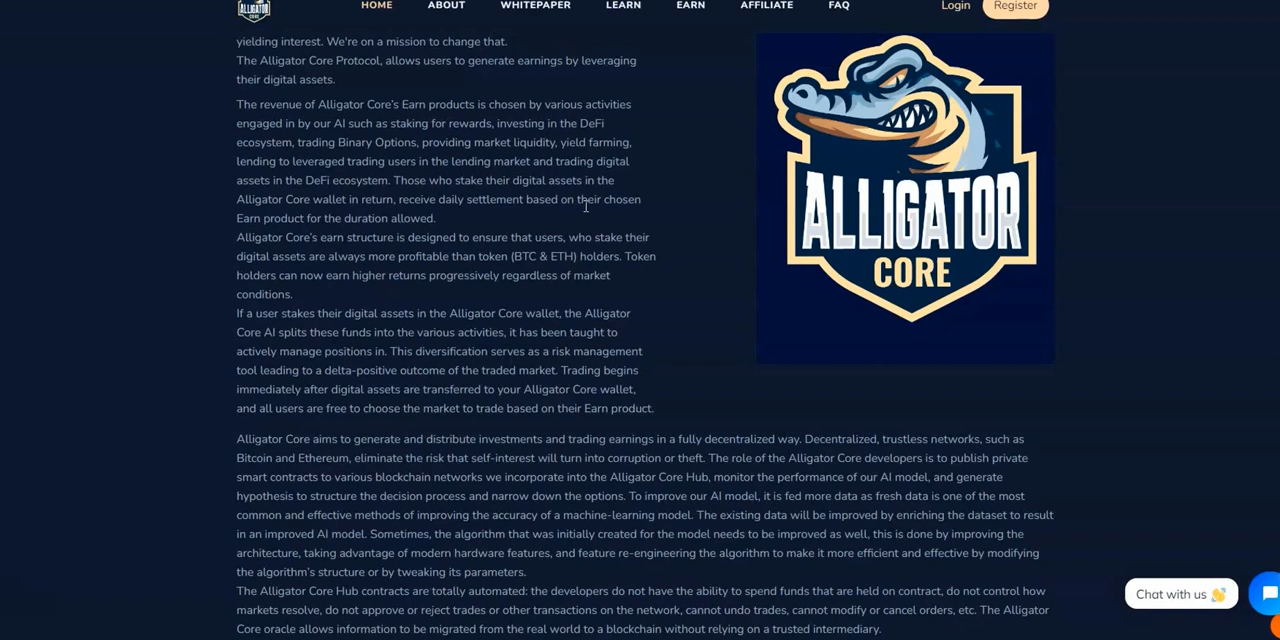 ALLIGATOR
CORE
HOME
ABOUT
WHITEPAPER
LEARN
EARN
AFFILIATE
FAQ
Login
Register
yielding interest. We're on a mission to change that.
The Alligator Core Protocol, allows users to generate earnings by leveraging
their digital assets.
The revenue of Alligator Core's Earn products is chosen by various activities
engaged in by our AI such as staking for rewards, investing in the DeFi
ecosystem, trading Binary Options, providing market liquidity, yield farming,
lending to leveraged trading users in the lending market and trading digital
assets in the DeFi ecosystem. Those who stake their digital assets in the
Alligator Core wallet in return, receive daily settlement based on their chosen
Earn product for the duration allowed.
Alligator Core's earn structure is designed to ensure that users, who stake their
digital assets are always more profitable than token (BTC & ETH) holders. Token
holders can now earn higher returns progressively regardless of market
conditions.
If a user stakes their digital assets in the Alligator Core wallet, the Alligator
Core AI splits these funds into the various activities, it has been taught to
actively manage positions in. This diversification serves as a risk management
tool leading to a delta-positive outcome of the traded market. Trading begins
immediately after digital assets are transferred to your Alligator Core wallet,
and all users are free to choose the market to trade based on their Earn product.
ALLIGATOR
CORE
Alligator Core aims to generate and distribute investments and trading earnings in a fully decentralized way. Decentralized, trustless networks, such as
Bitcoin and Ethereum, eliminate the risk that self-interest will turn into corruption or theft. The role of the Alligator Core developers is to publish private
smart contracts to various blockchain networks we incorporate into the Alligator Core Hub, monitor the performance of our AI model, and generate
hypothesis to structure the decision process and narrow down the options. To improve our AI model, it is fed more data as fresh data is one of the most
common and effective methods of improving the accuracy of a machine-learning model. The existing data will be improved by enriching the dataset to result
in an improved AI model. Sometimes, the algorithm that was initially created for the model needs to be improved as well, this is done by improving the
architecture, taking advantage of modern hardware features, and feature re-engineering the algorithm to make it more efficient and effective by modifying
the algorithm's structure or by tweaking its parameters.
The Alligator Core Hub contracts are totally automated: the developers do not have the ability to spend funds that are held on contract, do not control how
markets resolve, do not approve or reject trades or other transactions on the network, cannot undo trades, cannot modify or cancel orders, etc. The Alligator
Core oracle allows information to be migrated from the real world to a blockchain without relying on a trusted intermediary.
Chat with us 👋